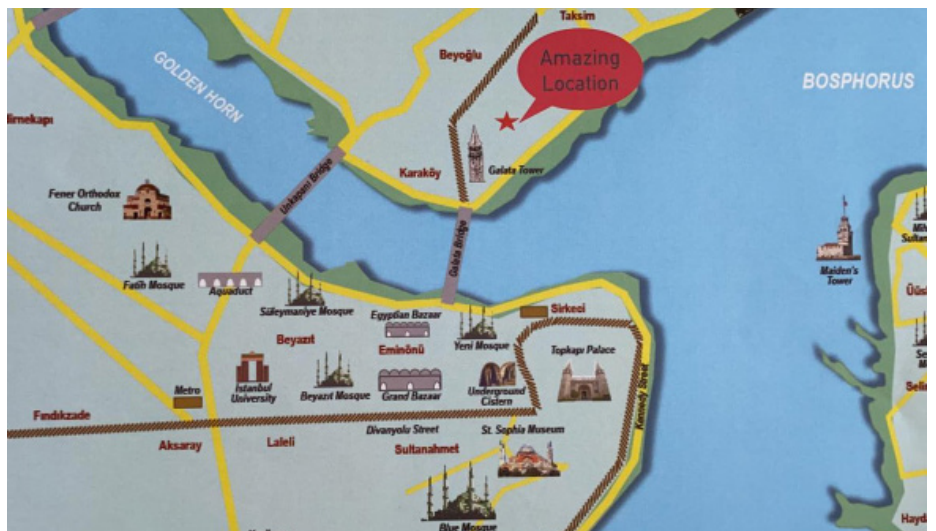 Taksim
Beyoğlu
Amazing
Location
GOLDEN HORN
BOSPHORUS
Karaköy
Galata Tower
Unkapanı Bridge
Galata Bridge
Fener Orthodox
Church
Fatih Mosque
Aquaduct
Süleymaniye Mosque
Egyptian Bazaar
Yeni Mosque
Sirkeci
Maiden's
Tower
Beyazıt
Eminönü
Topkapı Palace
Kennedy Street
Metro
Istanbul
University
Beyazıt Mosque
Grand Bazaar
Underground
Cistern
Fındıkzade
Divanyolu Street
St. Sophia Museum
Aksaray
Laleli
Sultanahmet
Blue Mosque